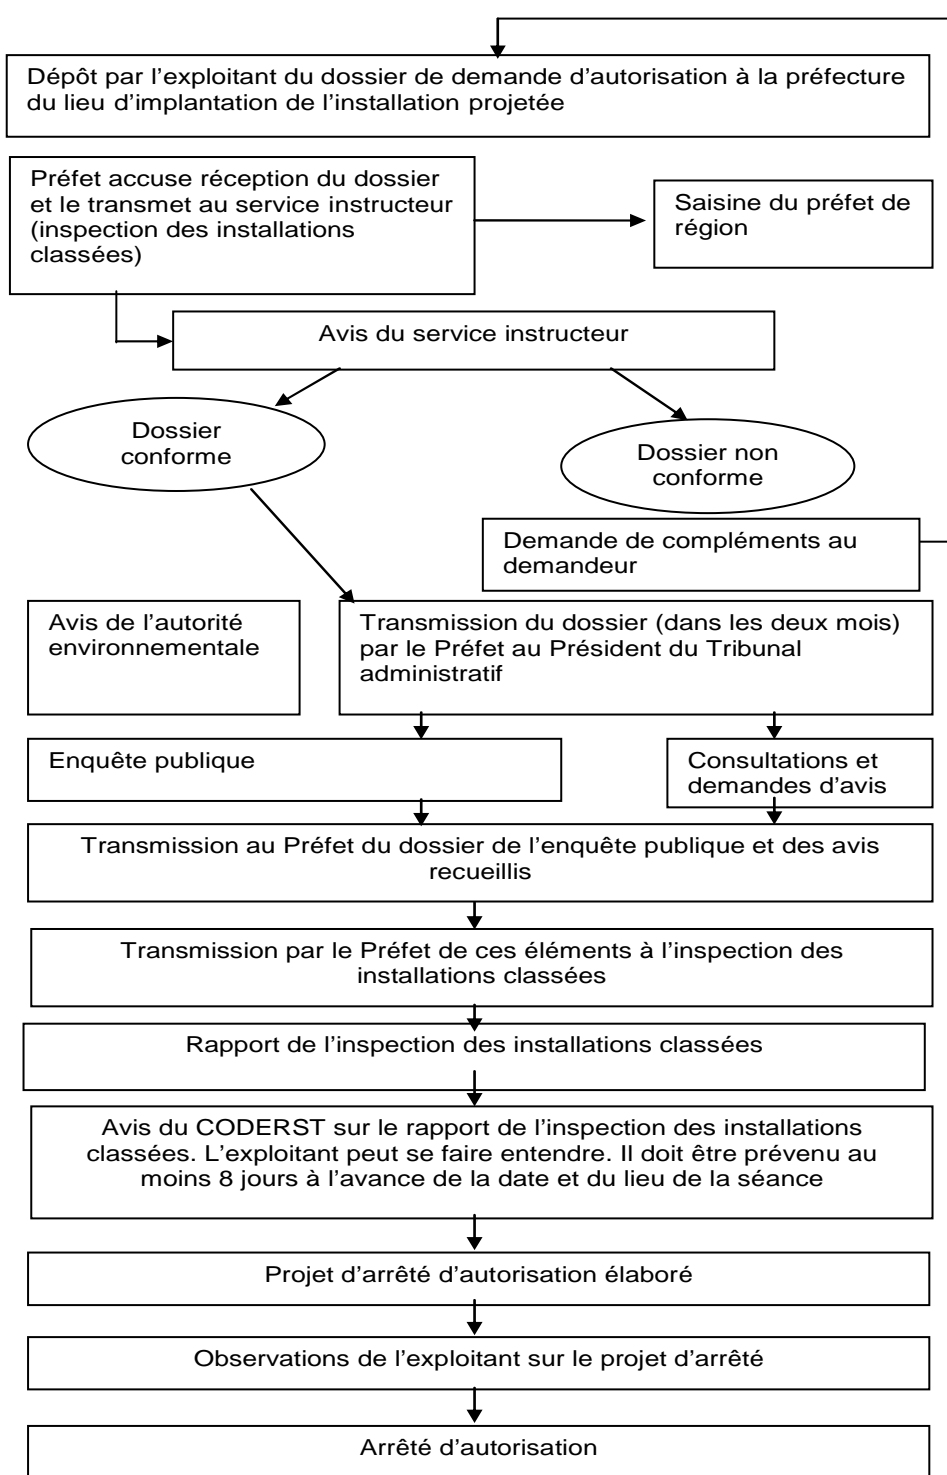 Dépôt par l’exploitant du dossier de demande d’autorisation à la préfecture
du lieu d’implantation de l’installation projetée
Préfet accuse réception du dossier
et le transmet au service instructeur
(inspection des installations
classées)
Saisine du préfet de
région
Avis du service instructeur
Dossier
conforme
Dossier non
conforme
Demande de compléments au
demandeur
Avis de l’autorité
environnementale
Transmission du dossier (dans les deux mois)
par le Préfet au Président du Tribunal
administratif
Enquête publique
Consultations et
demandes d’avis
Transmission au Préfet du dossier de l’enquête publique et des avis
recueillis
Transmission par le Préfet de ces éléments à l’inspection des
installations classées
Rapport de l’inspection des installations classées
Avis du CODERST sur le rapport de l’inspection des installations
classées. L’exploitant peut se faire entendre. Il doit être prévenu au
moins 8 jours à l’avance de la date et du lieu de la séance
Projet d’arrêté d’autorisation élaboré
Observations de l’exploitant sur le projet d’arrêté
Arrêté d’autorisation